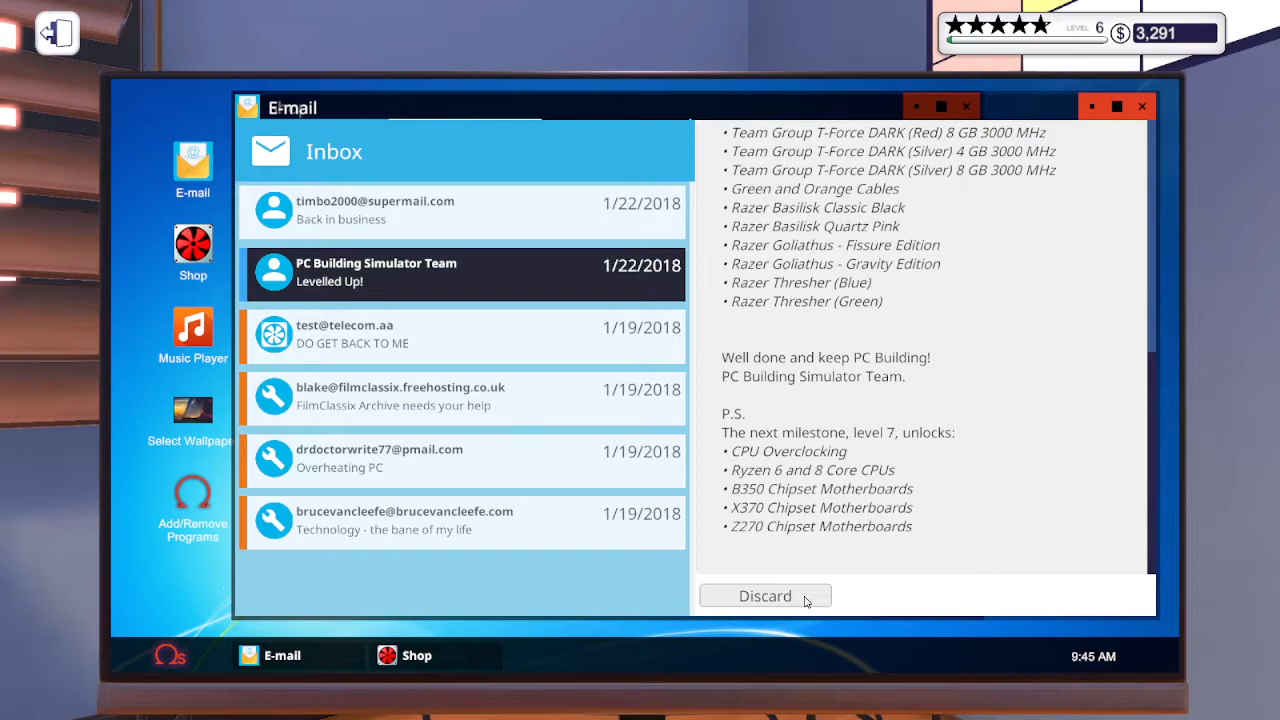 LEVEL 6
$ 3,291
E-mail
Inbox
timbo2000@supermail.com
1/22/2018
Back in business
PC Building Simulator Team
1/22/2018
Levelled Up!
test@telecom.aa
1/19/2018
DO GET BACK TO ME
blake@filmclassix.freehosting.co.uk
1/19/2018
FilmClassix Archive needs your help
drdoctorwrite77@pmail.com
1/19/2018
Overheating PC
brucevancleefe@brucevancleefe.com
1/19/2018
Technology - the bane of my life
• Team Group T-Force DARK (Red) 8 GB 3000 MHz
• Team Group T-Force DARK (Silver) 4 GB 3000 MHz
• Team Group T-Force DARK (Silver) 8 GB 3000 MHz
• Green and Orange Cables
• Razer Basilisk Classic Black
• Razer Basilisk Quartz Pink
• Razer Goliathus - Fissure Edition
• Razer Goliathus - Gravity Edition
• Razer Thresher (Blue)
• Razer Thresher (Green)
Well done and keep PC Building!
PC Building Simulator Team.
P.S.
The next milestone, level 7, unlocks:
• CPU Overclocking
• Ryzen 6 and 8 Core CPUs
• B350 Chipset Motherboards
• X370 Chipset Motherboards
• Z270 Chipset Motherboards
Discard
E-mail
Shop
Music Player
Select Wallpape
Add/Remove
Programs
Ωs
E-mail
Shop
9:45 AM